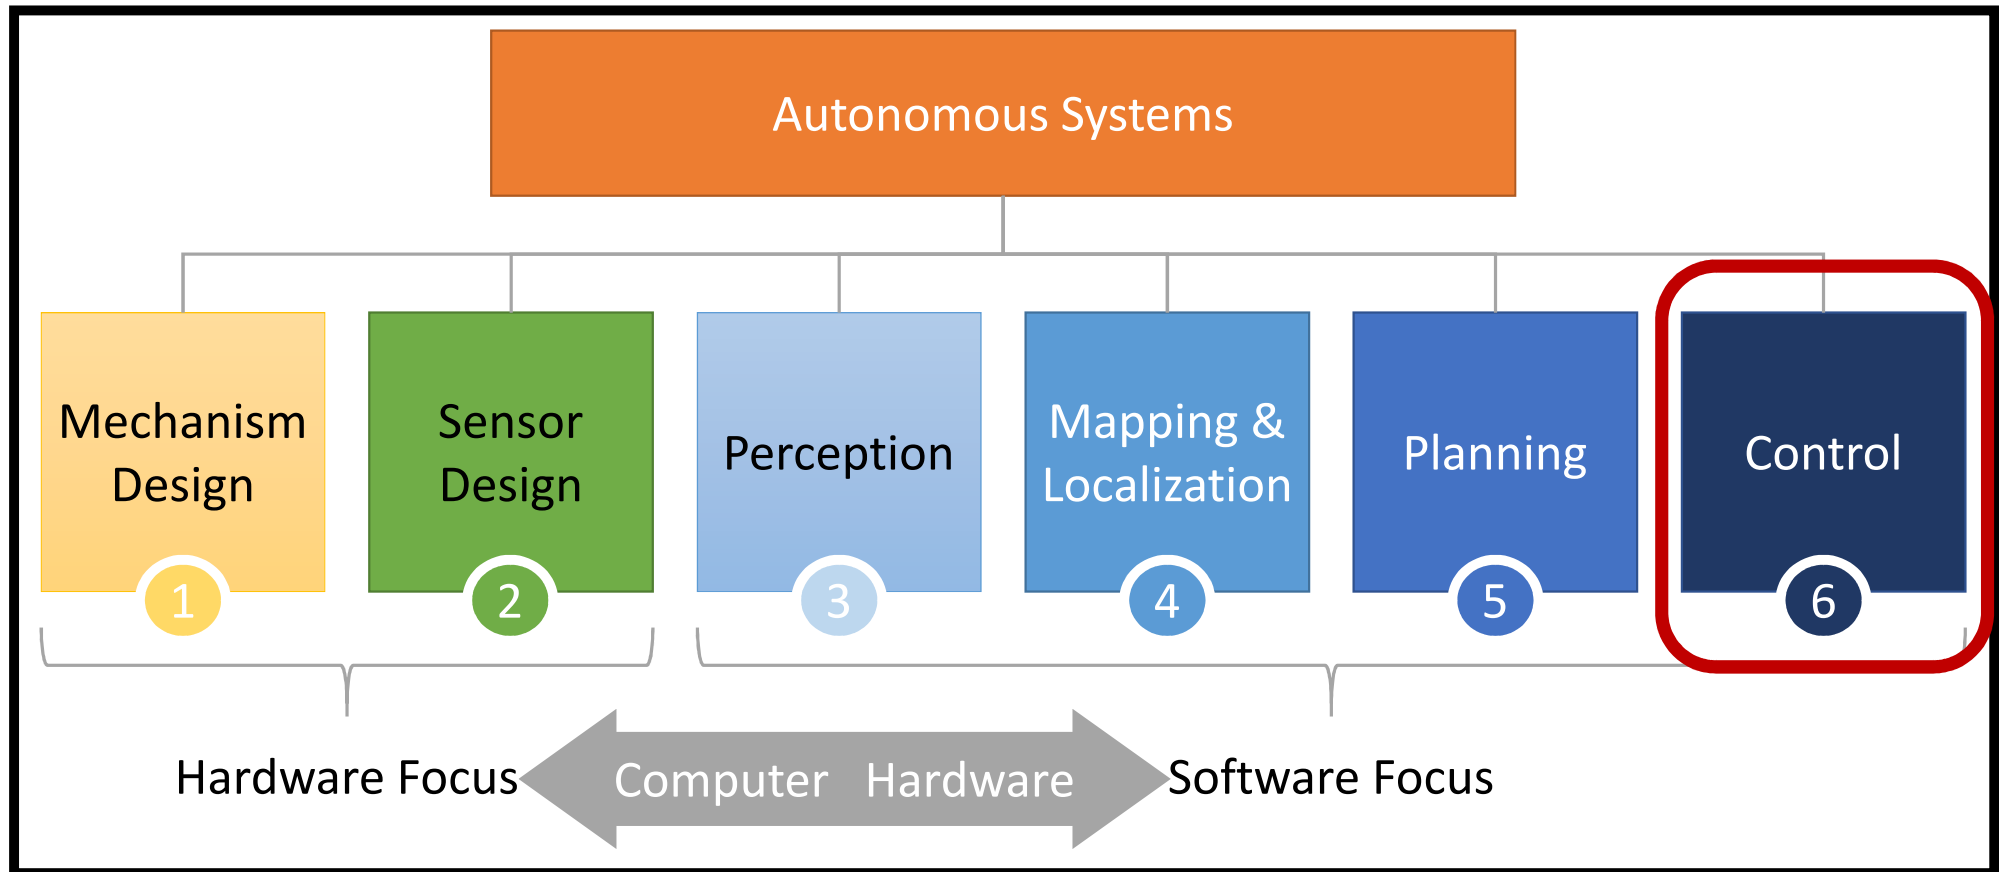 Autonomous Systems
Mechanism
Design
1
Sensor
Design
2
Perception
3
Mapping &
Localization
4
Planning
5
Control
6
Hardware Focus
Computer Hardware
Software Focus